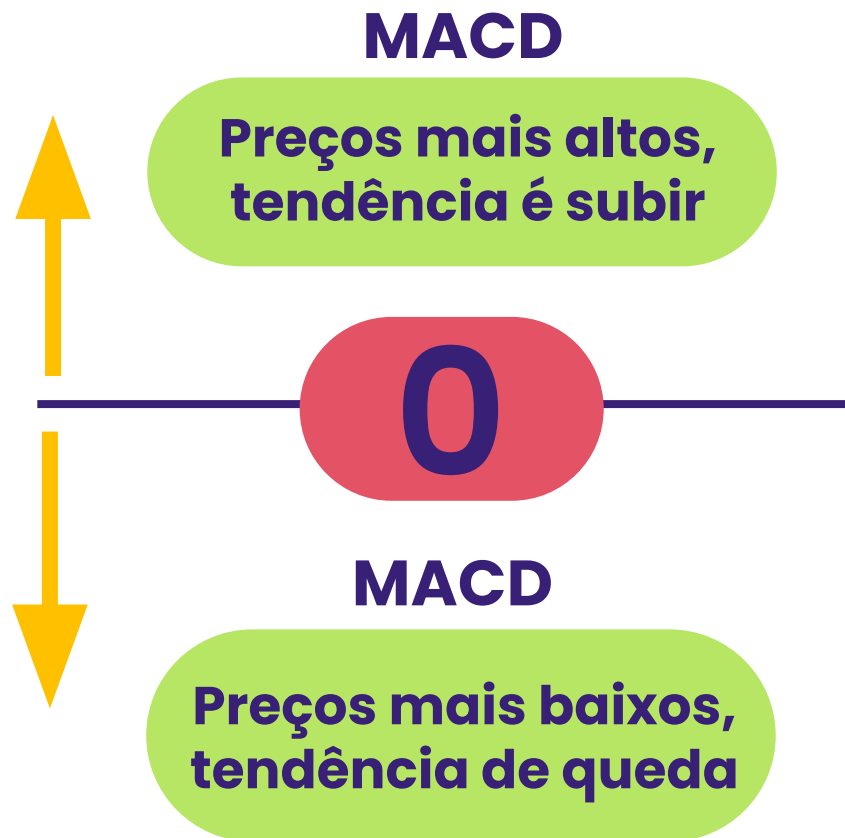 MACD
Preços mais altos,
tendência é subir
0
MACD
Preços mais baixos,
tendência de queda